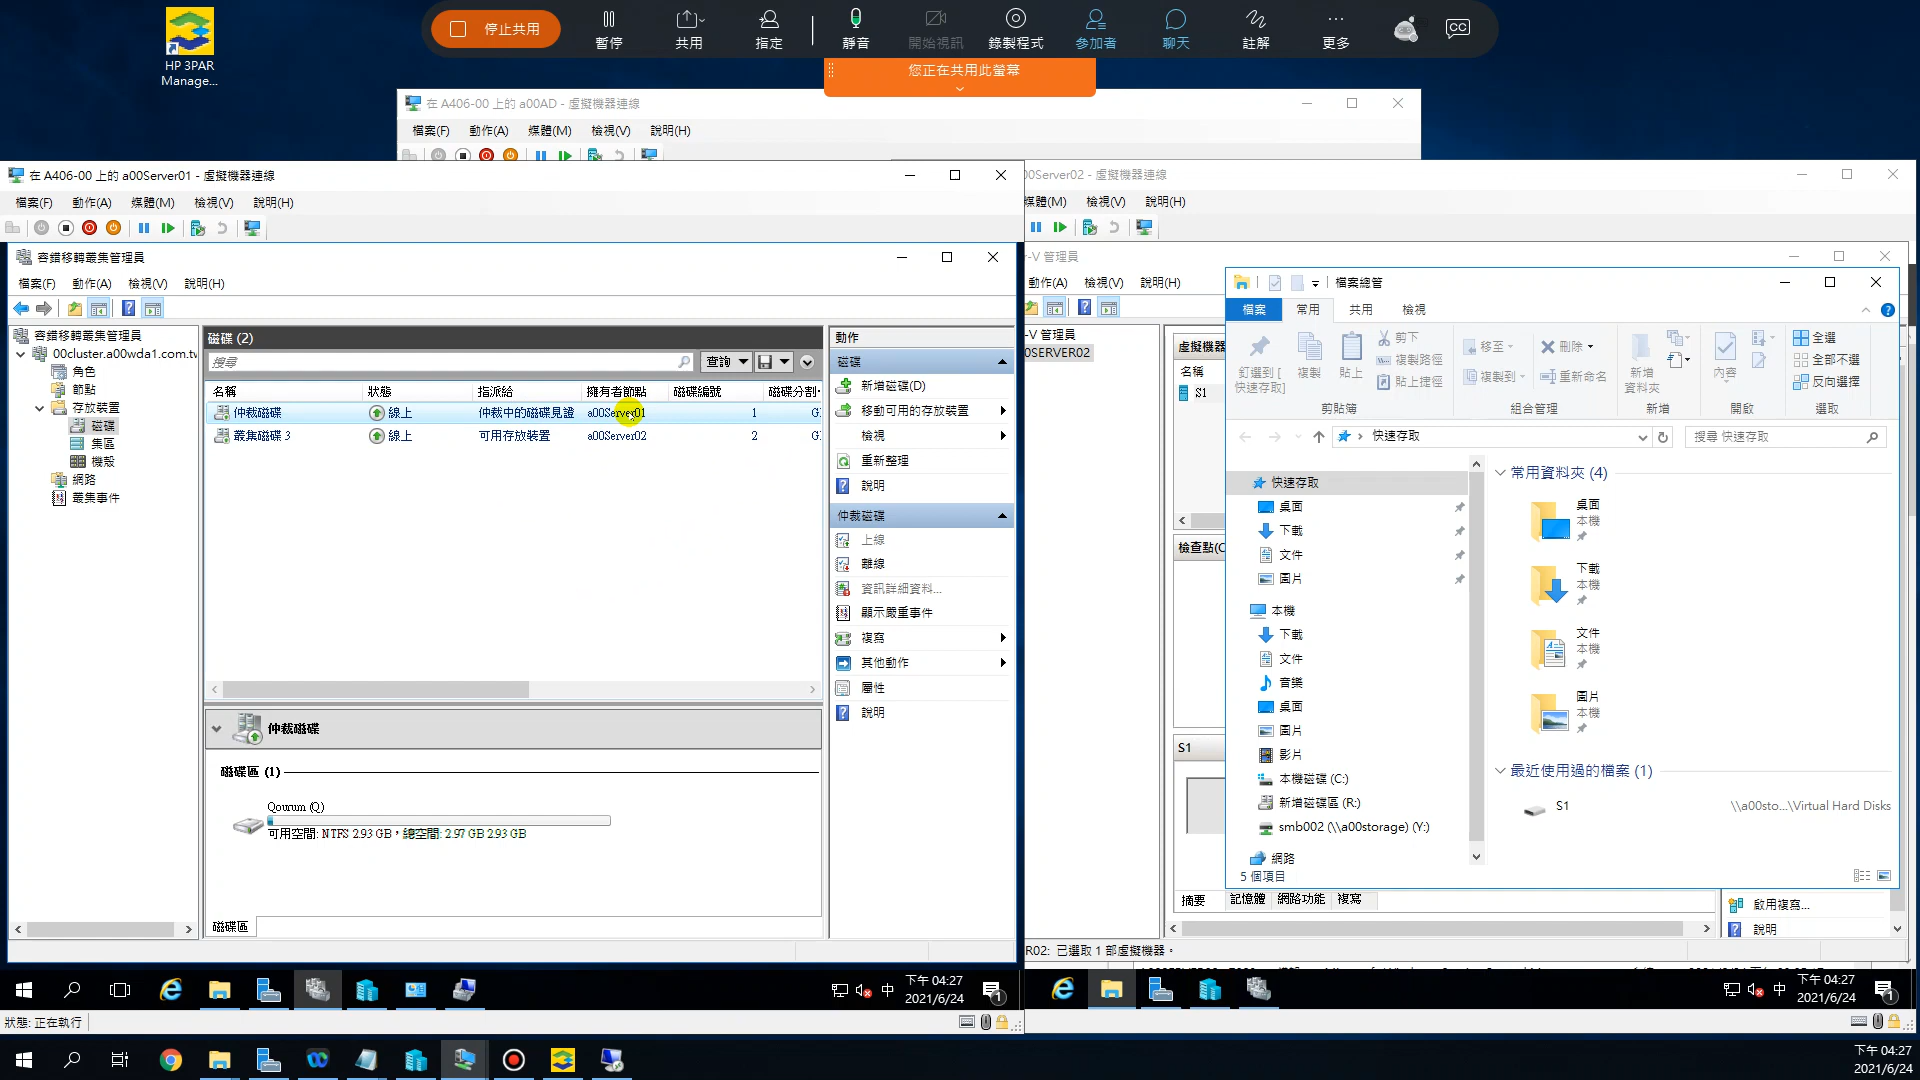 HP 3PAR
Manage...
停止共用
暫停
共用
指定
靜音
開始視訊
錄製程式
參加者
聊天
註解
更多
CC
您正在共用此螢幕
在 A406-00 上的 a00AD - 虛擬機器連線
檔案(F) 動作(A) 媒體(M) 檢視(V) 說明(H)
在 A406-00 上的 a00Server01 - 虛擬機器連線
檔案(F) 動作(A) 媒體(M) 檢視(V) 說明(H)
容錯移轉叢集管理員
檔案(F) 動作(A) 檢視(V) 說明(H)
容錯移轉叢集管理員
00cluster.a00wda1.com.tv
角色
節點
存放裝置
磁碟
集區
機殼
網路
叢集事件
磁碟 (2)
搜尋
查詢
名稱 狀態 指派給 擁有者節點 磁碟編號 磁碟分割
仲裁磁碟 線上 仲裁中的磁碟見證 a00Server01 1 G
叢集磁碟 3 線上 可用存放裝置 a00Server02 2 G
仲裁磁碟
磁碟區 (1)
Qourum (Q)
可用空間: NTFS 2.93 GB，總空間: 2.97 GB 2.93 GB
磁碟區
動作
磁碟
新增磁碟(D)
移動可用的存放裝置
檢視
重新整理
說明
仲裁磁碟
上線
離線
資訊詳細資料...
顯示嚴重事件
複寫
其他動作
屬性
說明
下午 04:27
2021/6/24
中
1
狀態: 正在執行
00Server02 - 虛擬機器連線
媒體(M) 檢視(V) 說明(H)
r-V 管理員
動作(A) 檢視(V) 說明(H)
-V 管理員
0SERVER02
虛擬機器
名稱
S1
檢查點(C
S1
摘要 記憶體 網路功能 複寫
啟用複寫...
說明
R02: 已選取 1 部虛擬機器。
檔案總管
檔案 常用 共用 檢視
釘選到 [
快速存取]
複製
貼上
剪下
複製路徑
貼上捷徑
剪貼簿
移至
複製到
刪除
重新命名
組合管理
新增
資料夾
新增
內容
開啟
全選
全部不選
反向選擇
選取
快速存取
搜尋 快速存取
快速存取
桌面
下載
文件
圖片
本機
下載
文件
音樂
桌面
圖片
影片
本機磁碟 (C:)
新增磁碟區 (R:)
smb002 (\\a00storage) (Y:)
網路
5 個項目
常用資料夾 (4)
桌面
本機
下載
本機
文件
本機
圖片
本機
最近使用過的檔案 (1)
S1 \\a00sto...\Virtual Hard Disks
中
下午 04:27
2021/6/24
1
下午 04:27
2021/6/24